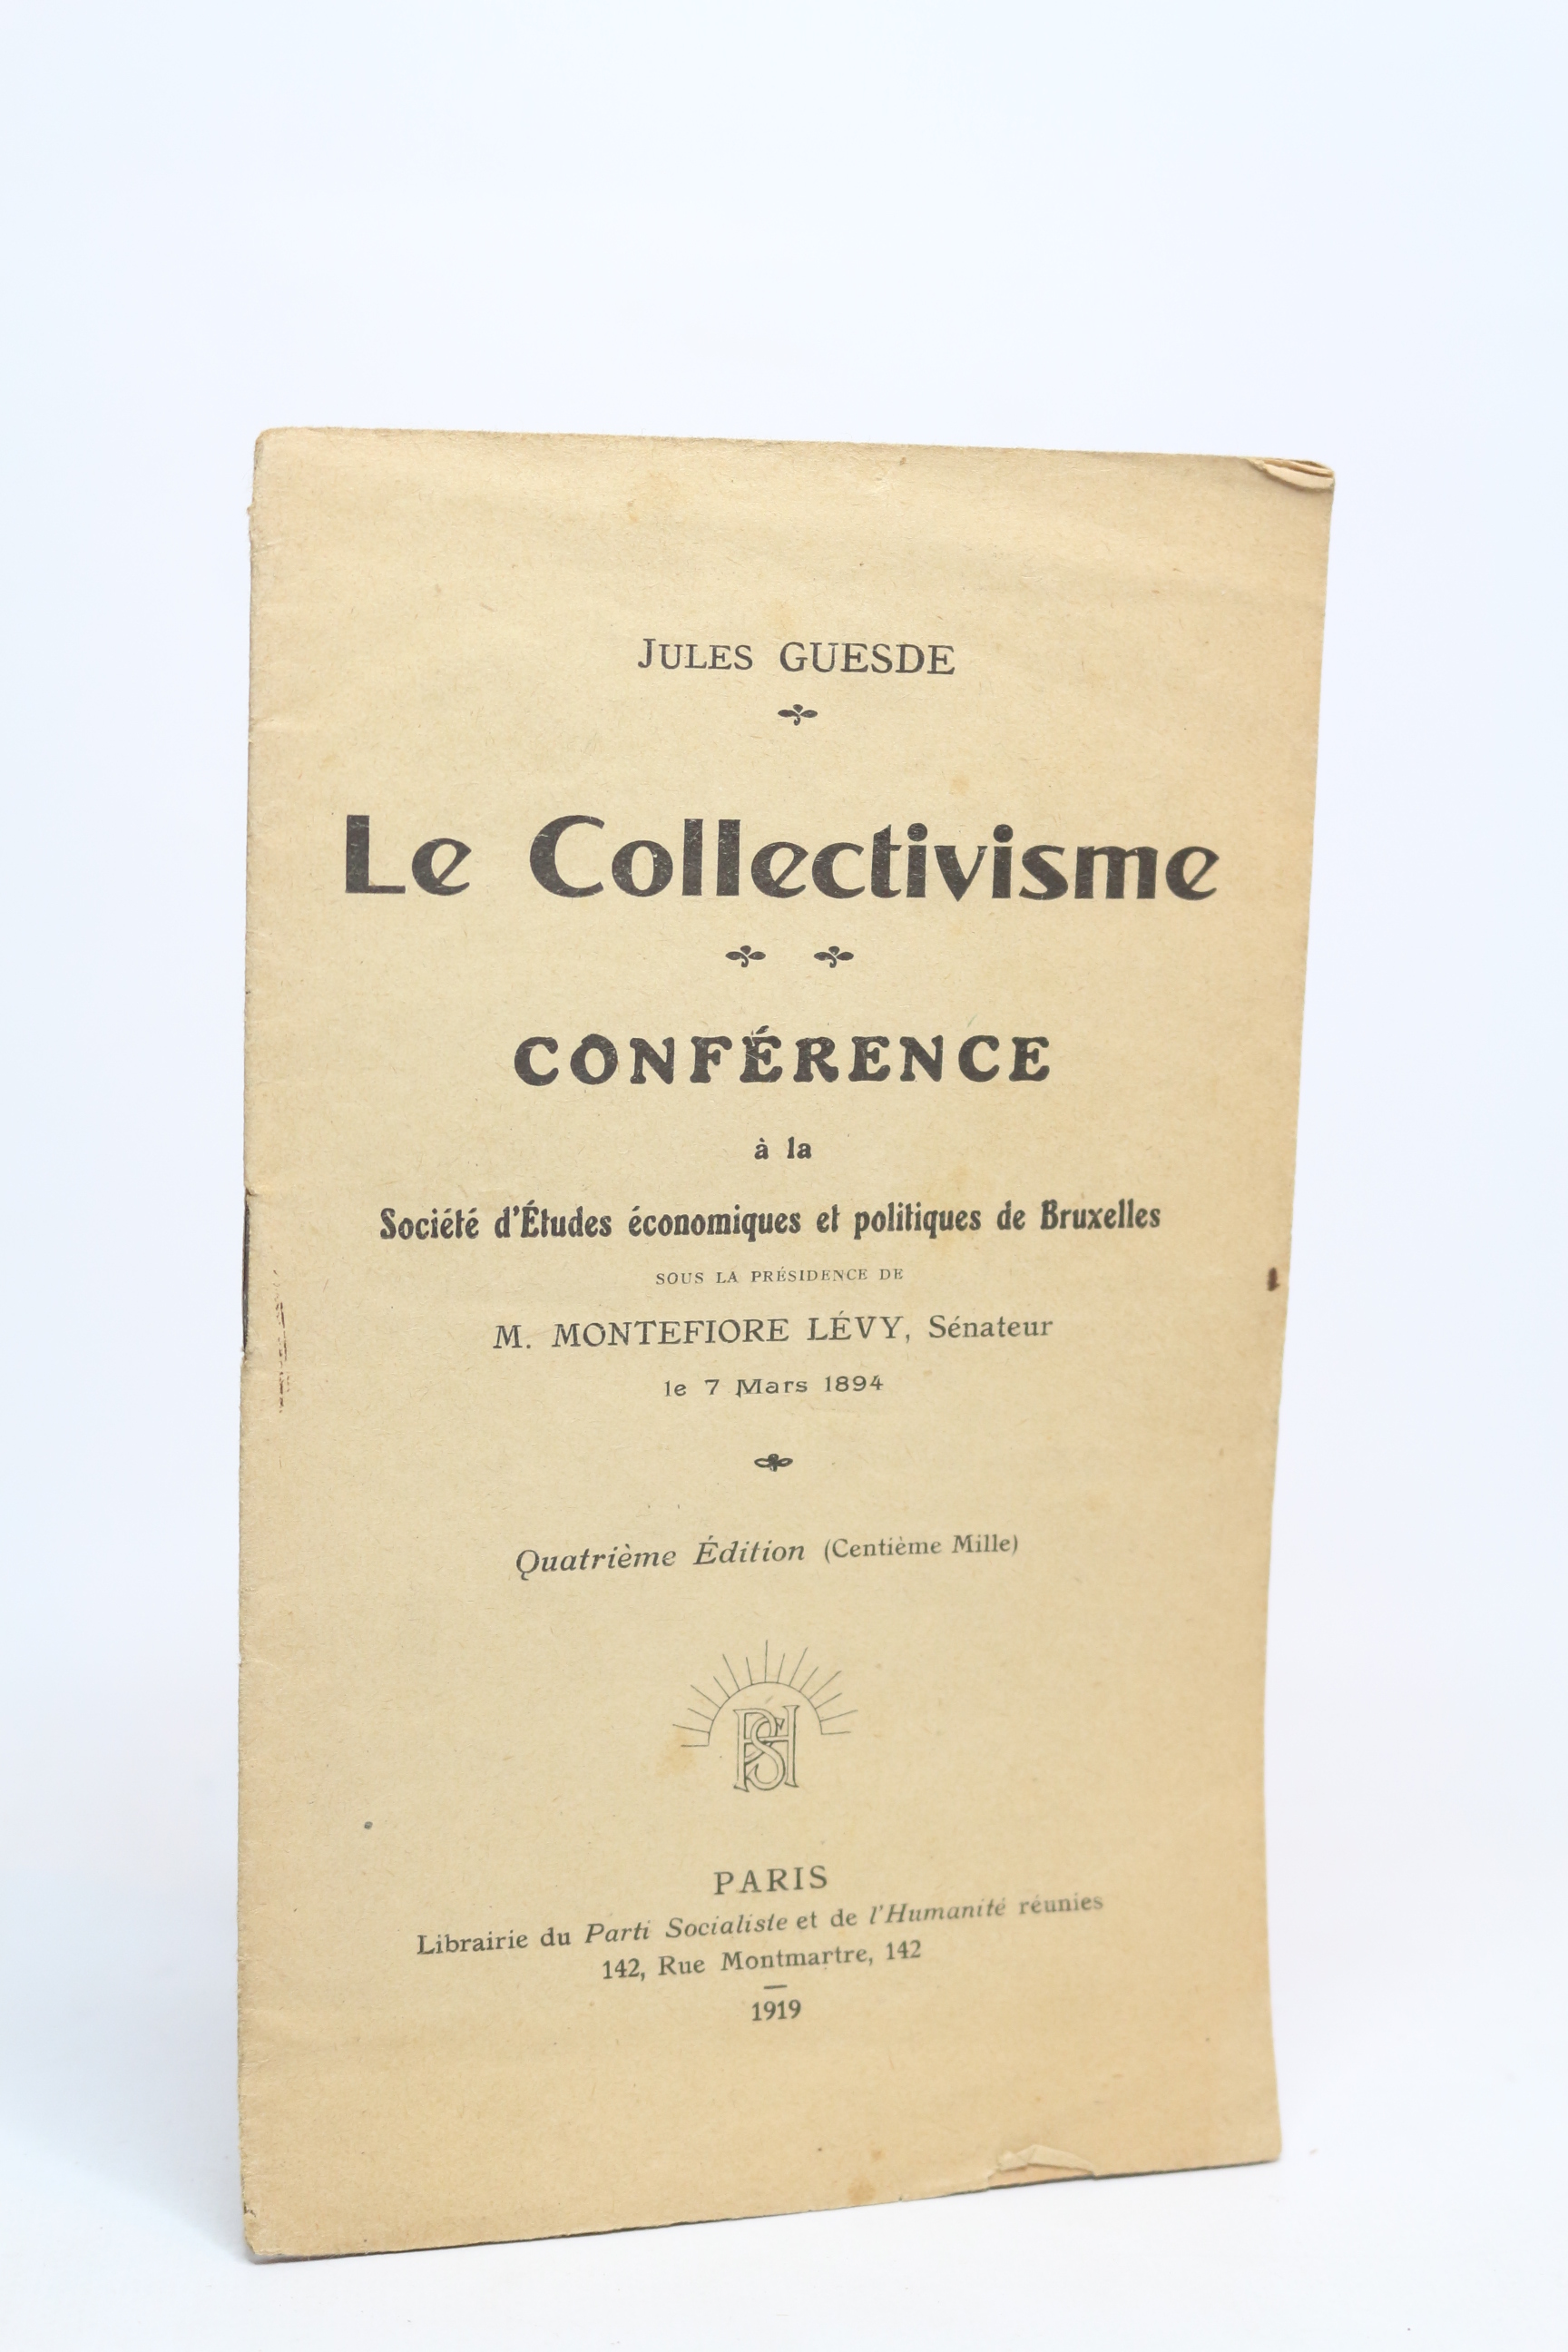 JULES GUESDE
Le Collectivisme
CONFÉRENCE
à la
Société d'Études économiques et politiques de Bruxelles
SOUS LA PRÉSIDENCE DE
M. MONTEFIORE LÉVY, Sénateur
le 7 Mars 1894
Quatrième Édition (Centième Mille)
PSH
PARIS
Librairie du Parti Socialiste et de l'Humanité réunies
142, Rue Montmartre, 142
1919